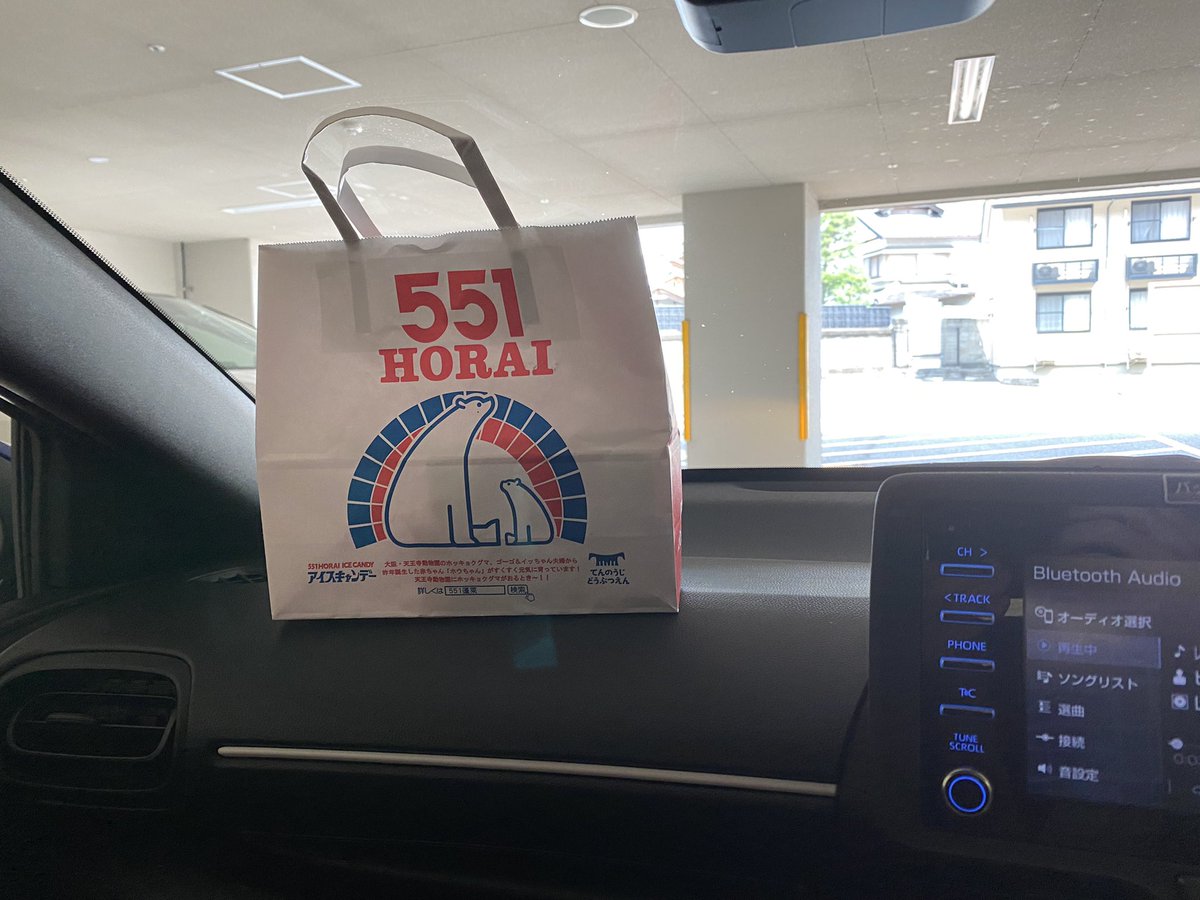 551
HORAI
551HORAI ICE CANDY
アイスキャンデー
大阪・天王寺動物園のホッキョクグマ、ゴーゴ&イッちゃん夫婦から
昨年誕生した赤ちゃん「ホウちゃん」がすくすく元気に育っています!
天王寺動物園にホッキョクグマがおるとき〜!!
詳しくは 551蓬莱 検索
てんのうじ
どうぶつえん
CH >
< TRACK
PHONE
TUNE
SCROLL
Bluetooth Audio
オーディオ選択
再生中
ソングリスト
選曲
接続
音設定